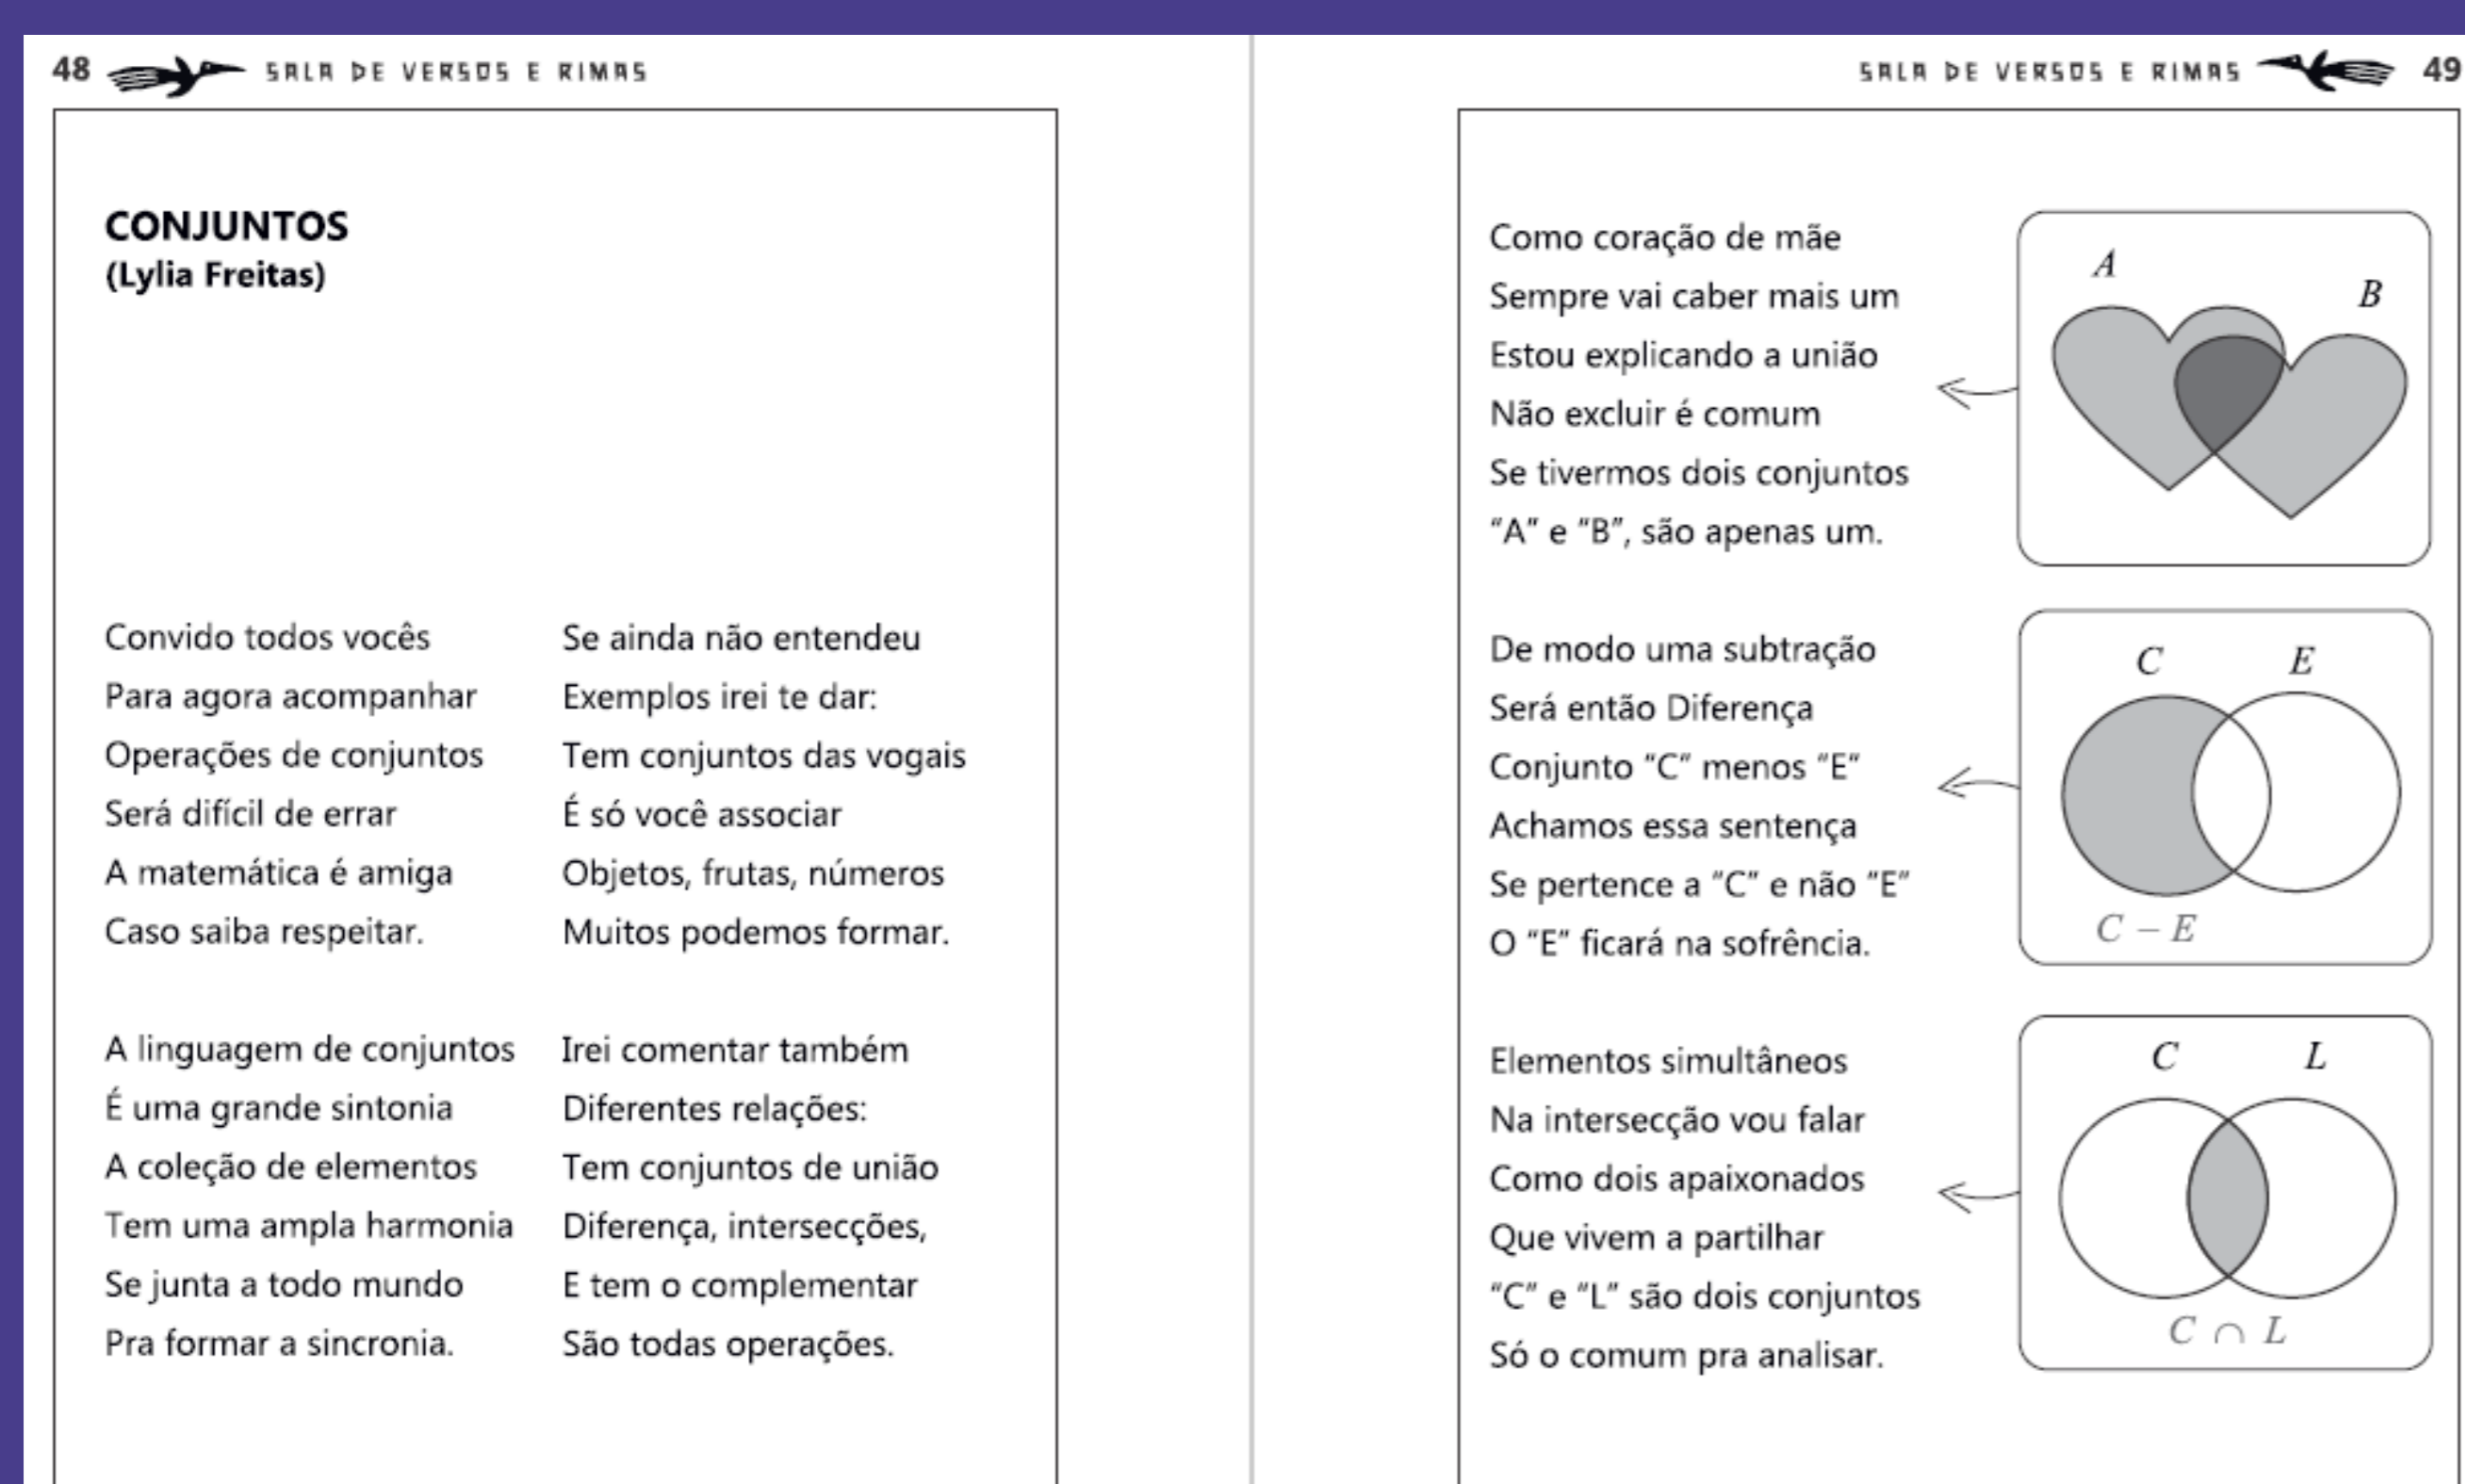 48 SALA DE VERSOS E RIMAS
CONJUNTOS
(Lylia Freitas)
Convido todos vocês
Para agora acompanhar
Operações de conjuntos
Será difícil de errar
A matemática é amiga
Caso saiba respeitar.
A linguagem de conjuntos
É uma grande sintonia
A coleção de elementos
Tem uma ampla harmonia
Se junta a todo mundo
Pra formar a sincronia.
Se ainda não entendeu
Exemplos irei te dar:
Tem conjuntos das vogais
É só você associar
Objetos, frutas, números
Muitos podemos formar.
Irei comentar também
Diferentes relações:
Tem conjuntos de união
Diferença, intersecções,
E tem o complementar
São todas operações.
SALA DE VERSOS E RIMAS 49
Como coração de mãe
Sempre vai caber mais um
Estou explicando a união
Não excluir é comum
Se tivermos dois conjuntos
“A” e “B”, são apenas um.
A
B
De modo uma subtração
Será então Diferença
Conjunto “C” menos “E”
Achamos essa sentença
Se pertence a “C” e não “E”
O “E” ficará na sofrência.
C E
C − E
Elementos simultâneos
Na intersecção vou falar
Como dois apaixonados
Que vivem a partilhar
“C” e “L” são dois conjuntos
Só o comum pra analisar.
C L
C ∩ L